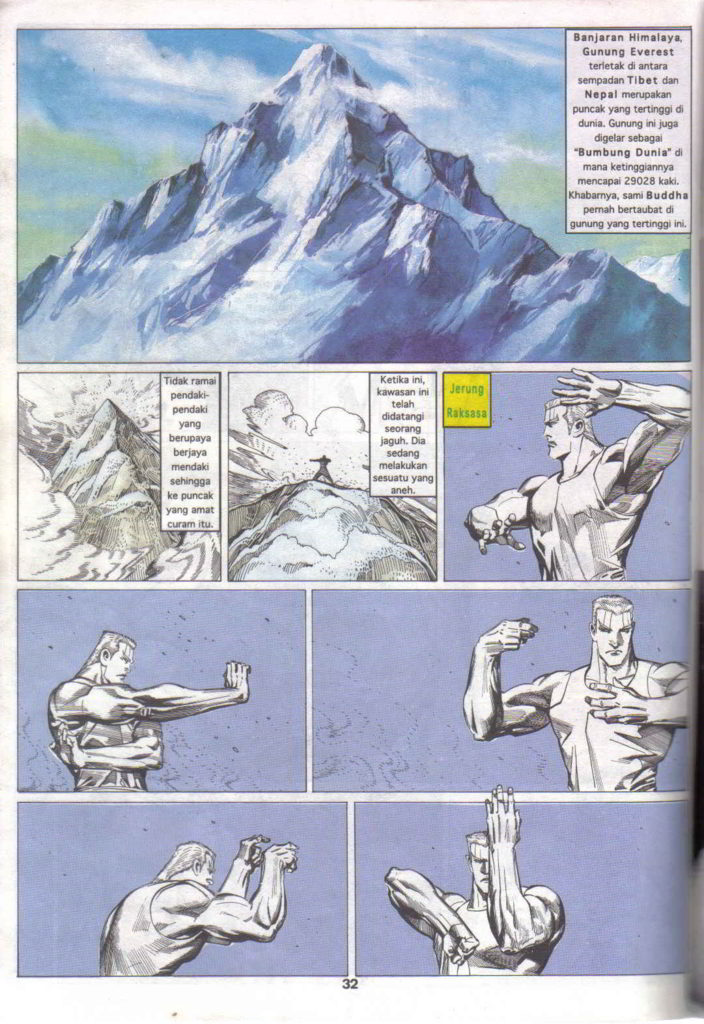 Banjaran Himalaya,
Gunung Everest
terletak di antara
sempadan Tibet dan
Nepal merupakan
puncak yang tertinggi di
dunia. Gunung ini juga
digelar sebagai
"Bumbung Dunia" di
mana ketinggiannya
mencapai 29028 kaki.
Khabarnya, sami Buddha
pernah bertaubat di
gunung yang tertinggi ini.
Tidak ramai
pendaki-
pendaki
yang
berupaya
berjaya
mendaki
sehingga
ke puncak
yang amat
curam itu.
Ketika ini,
kawasan ini
telah
didatangi
seorang
jaguh. Dia
sedang
melakukan
sesuatu yang
aneh.
Jerung
Raksasa
32